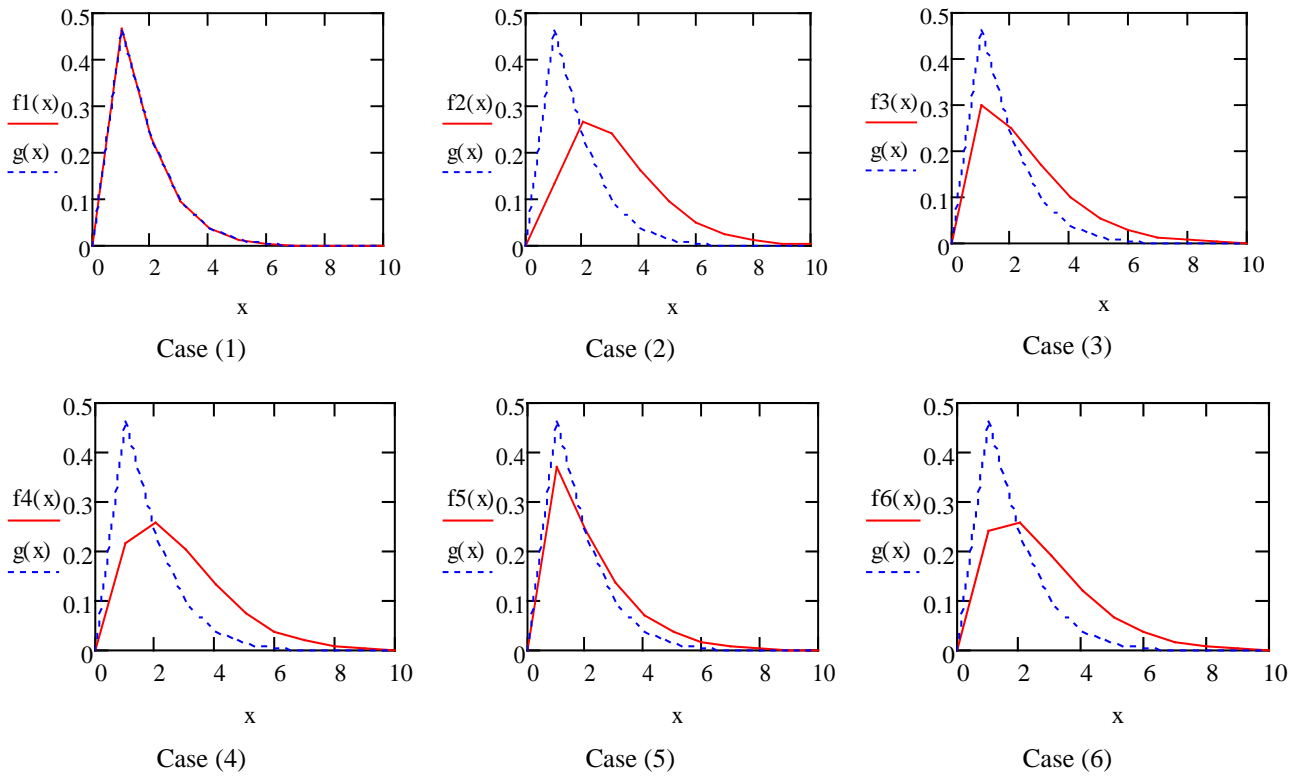 0.5
0.4
f1(x)
0.3
0.2
g(x)
0.1
0
0 2 4 6 8 10
x
Case (1)
0.5
0.4
f2(x)
0.3
0.2
g(x)
0.1
0
0 2 4 6 8 10
x
Case (2)
0.5
0.4
f3(x)
0.3
0.2
g(x)
0.1
0
0 2 4 6 8 10
x
Case (3)
0.5
0.4
f4(x)
0.3
0.2
g(x)
0.1
0
0 2 4 6 8 10
x
Case (4)
0.5
0.4
f5(x)
0.3
0.2
g(x)
0.1
0
0 2 4 6 8 10
x
Case (5)
0.5
0.4
f6(x)
0.3
0.2
g(x)
0.1
0
0 2 4 6 8 10
x
Case (6)